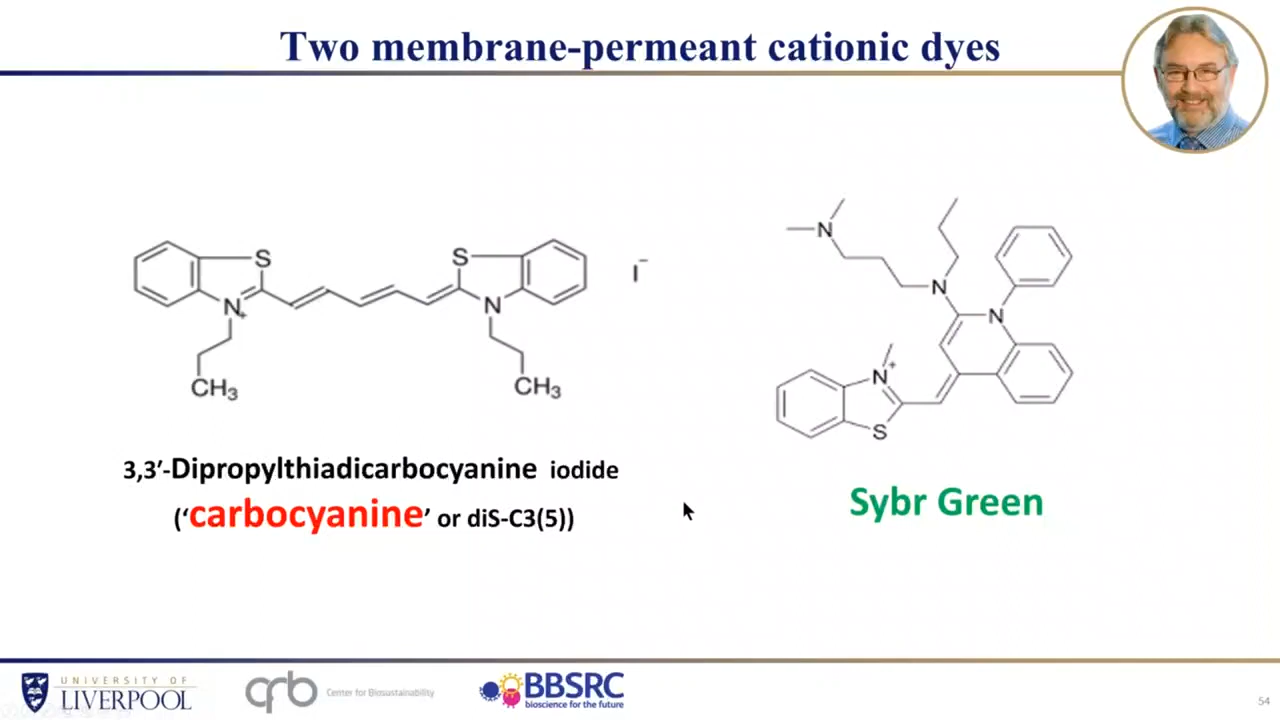 Two membrane-permeant cationic dyes
S
N+
CH3
S
N
CH3
I−
N
N
N
N+
S
3,3′-Dipropylthiadicarbocyanine iodide
(‘carbocyanine’ or diS-C3(5))
Sybr Green
UNIVERSITY OF
LIVERPOOL
cfb
Center for Biosustainability
BBSRC
bioscience for the future
54